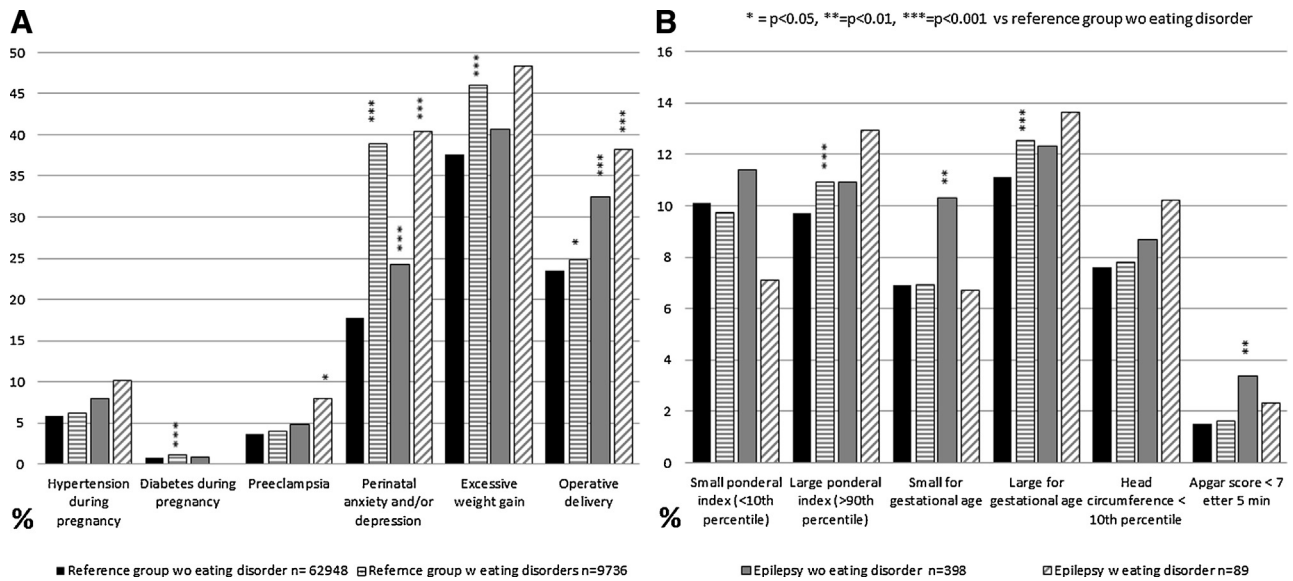 A
50
45
40
35
30
25
20
15
10
5
0
***
*
***
***
***
***
*
***
***
Hypertension during pregnancy
Diabetes during pregnancy
Preeclampsia
Perinatal anxiety and/or depression
Excessive weight gain
Operative delivery
%
B
* = p<0.05, **=p<0.01, ***=p<0.001 vs reference group wo eating disorder
16
14
12
10
8
6
4
2
0
***
**
***
**
Small ponderal index (<10th percentile)
Large ponderal index (>90th percentile)
Small for gestational age
Large for gestational age
Head circumference < 10th percentile
Apgar score < 7 etter 5 min
%
Reference group wo eating disorder n= 62948
Refernce group w eating disorders n=9736
Epilepsy wo eating disorder n=398
Epilepsy w eating disorder n=89